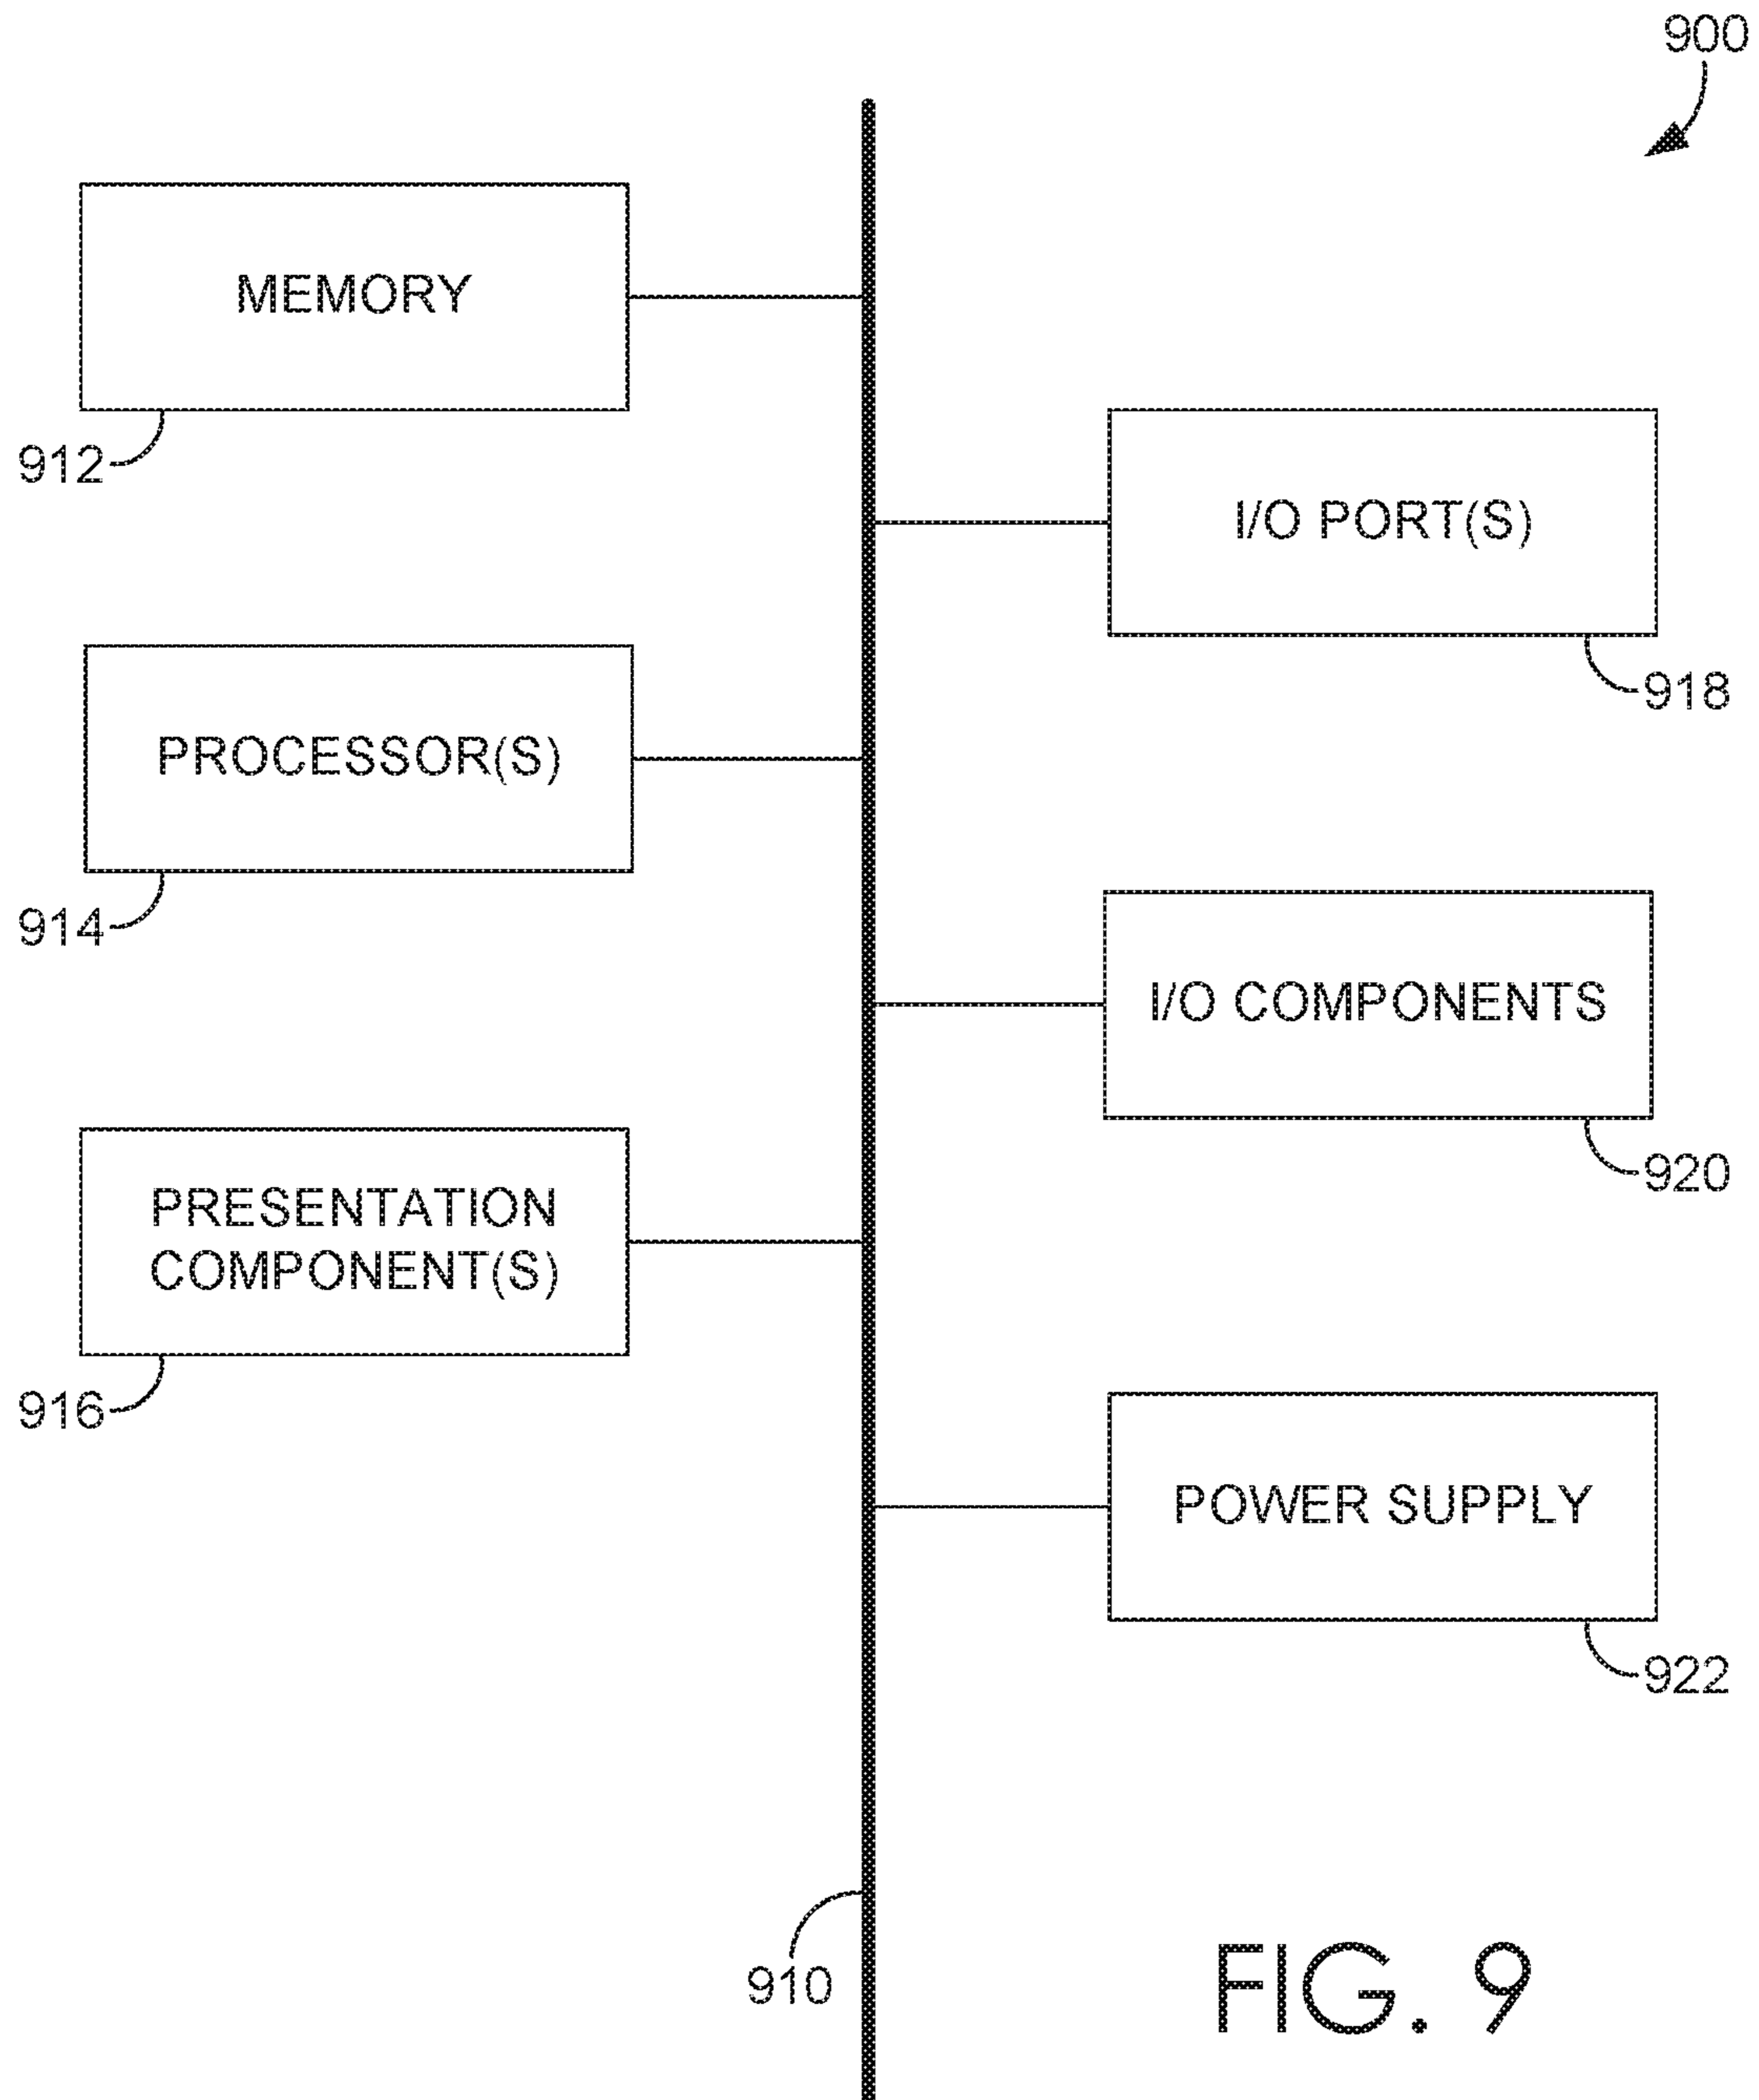 900
MEMORY
912
I/O PORT(S)
918
PROCESSOR(S)
914
I/O COMPONENTS
920
PRESENTATION
COMPONENT(S)
916
POWER SUPPLY
922
910
FIG. 9